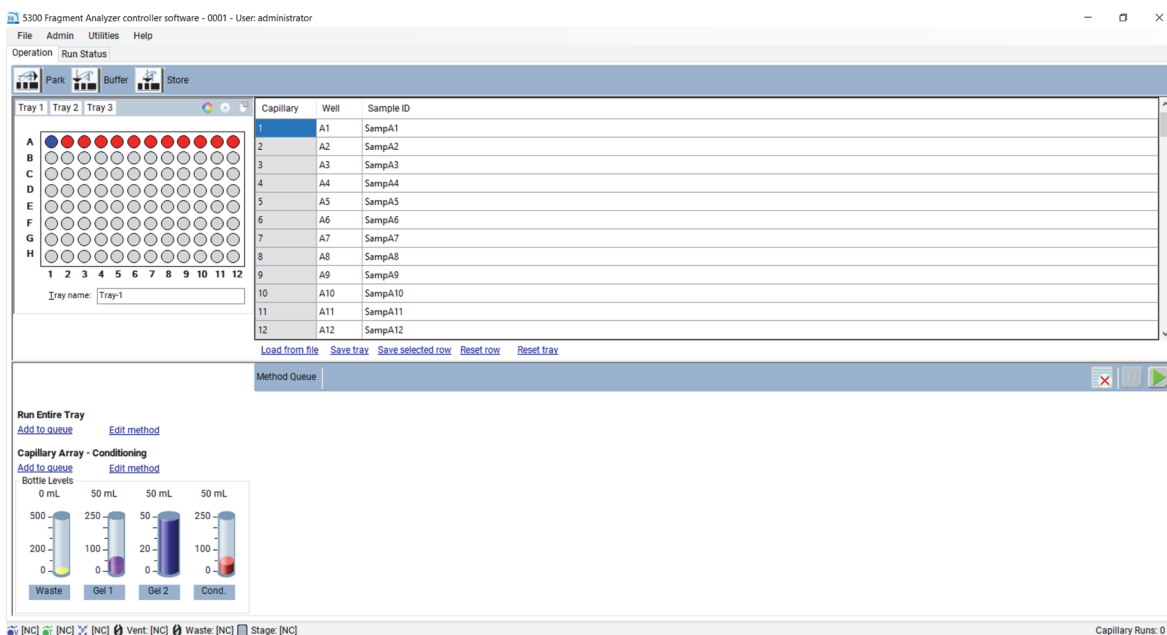 5300 Fragment Analyzer controller software - 0001 - User: administrator
File Admin Utilities Help
Operation Run Status
Park Buffer Store
Tray 1 Tray 2 Tray 3
A
B
C
D
E
F
G
H
1 2 3 4 5 6 7 8 9 10 11 12
Tray name: Tray-1
Capillary Well Sample ID
1 A1 SampA1
2 A2 SampA2
3 A3 SampA3
4 A4 SampA4
5 A5 SampA5
6 A6 SampA6
7 A7 SampA7
8 A8 SampA8
9 A9 SampA9
10 A10 SampA10
11 A11 SampA11
12 A12 SampA12
Load from file Save tray Save selected row Reset row Reset tray
Method Queue
Run Entire Tray
Add to queue Edit method
Capillary Array - Conditioning
Add to queue Edit method
Bottle Levels
0 mL 50 mL 50 mL 50 mL
500 250 50 250
200 100 20 100
0 0 0 0
Waste Gel 1 Gel 2 Cond.
[NC] [NC] [NC] Vent: [NC] Waste: [NC] Stage: [NC]
Capillary Runs: 0